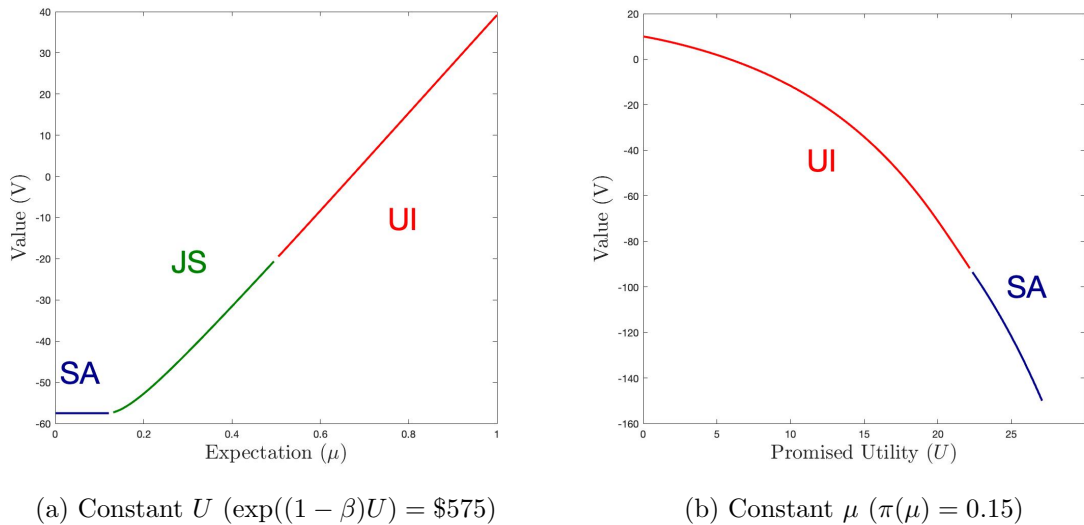 40
30
20
10
0
-10
-20
-30
-40
-50
-60
Value (V)
SA
JS
UI
0 0.2 0.4 0.6 0.8 1
Expectation (μ)
(a) Constant U (exp((1 − β)U) = $575)
20
0
-20
-40
-60
-80
-100
-120
-140
-160
Value (V)
UI
SA
0 5 10 15 20 25
Promised Utility (U)
(b) Constant μ (π(μ) = 0.15)